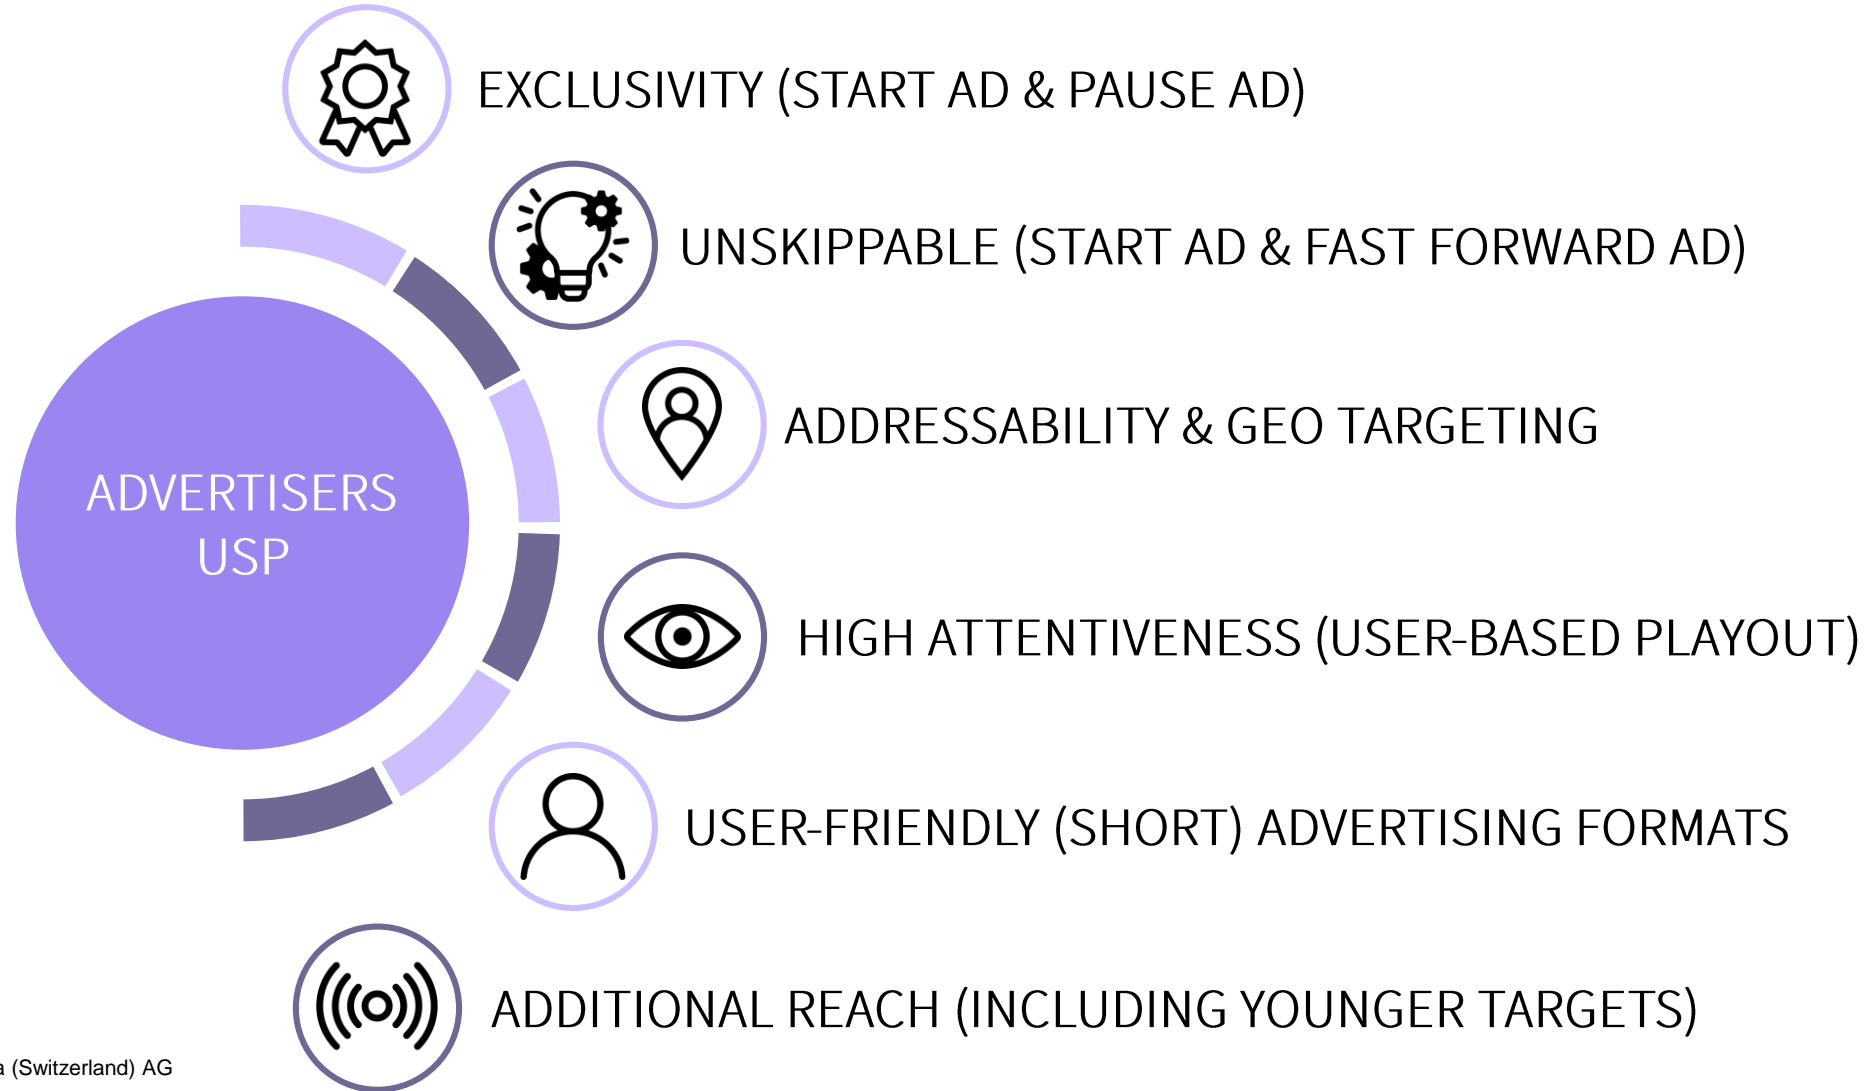 EXCLUSIVITY (START AD & PAUSE AD)
UNSKIPPABLE (START AD & FAST FORWARD AD)
ADDRESSABILITY & GEO TARGETING
ADVERTISERS
USP
HIGH ATTENTIVENESS (USER-BASED PLAYOUT)
USER-FRIENDLY (SHORT) ADVERTISING FORMATS
ADDITIONAL REACH (INCLUDING YOUNGER TARGETS)
(Switzerland) AG